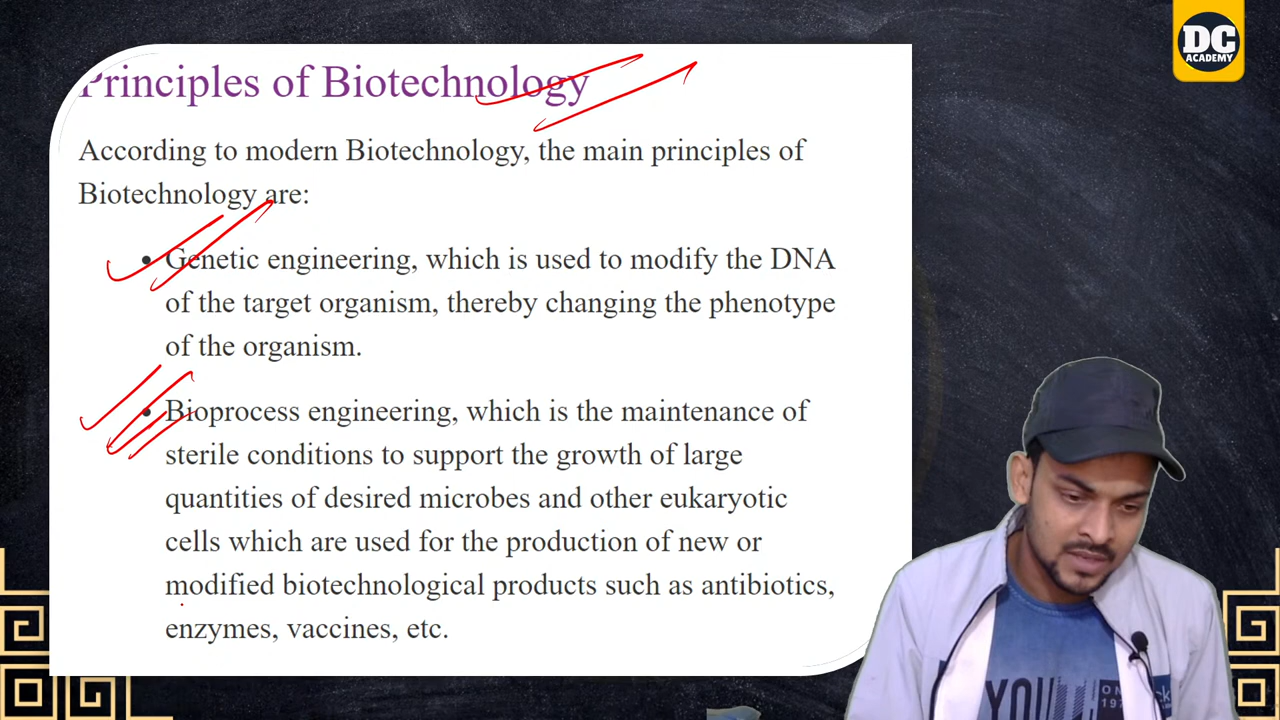 DC
ACADEMY
Principles of Biotechnology
According to modern Biotechnology, the main principles of
Biotechnology are:
• Genetic engineering, which is used to modify the DNA
of the target organism, thereby changing the phenotype
of the organism.
• Bioprocess engineering, which is the maintenance of
sterile conditions to support the growth of large
quantities of desired microbes and other eukaryotic
cells which are used for the production of new or
modified biotechnological products such as antibiotics,
enzymes, vaccines, etc.
YOU